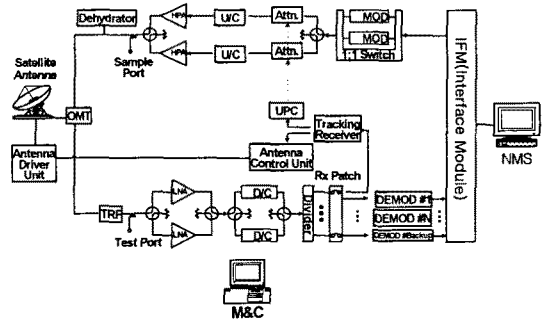 Dehydrator
HPA
U/C
Attn.
MOD
MOD
1:1 Switch
HPA
U/C
Attn.
Sample
Port
Satellite
Antenna
OMT
UPC
Tracking
Receiver
Antenna
Driver
Unit
Antenna
Control Unit
Rx Patch
IFM(Interface Module)
NMS
TRF
Test Port
LNA
LNA
D/C
D/C
Divider
DEMOD #1
DEMOD #N
DEMOD #Backup
M&C